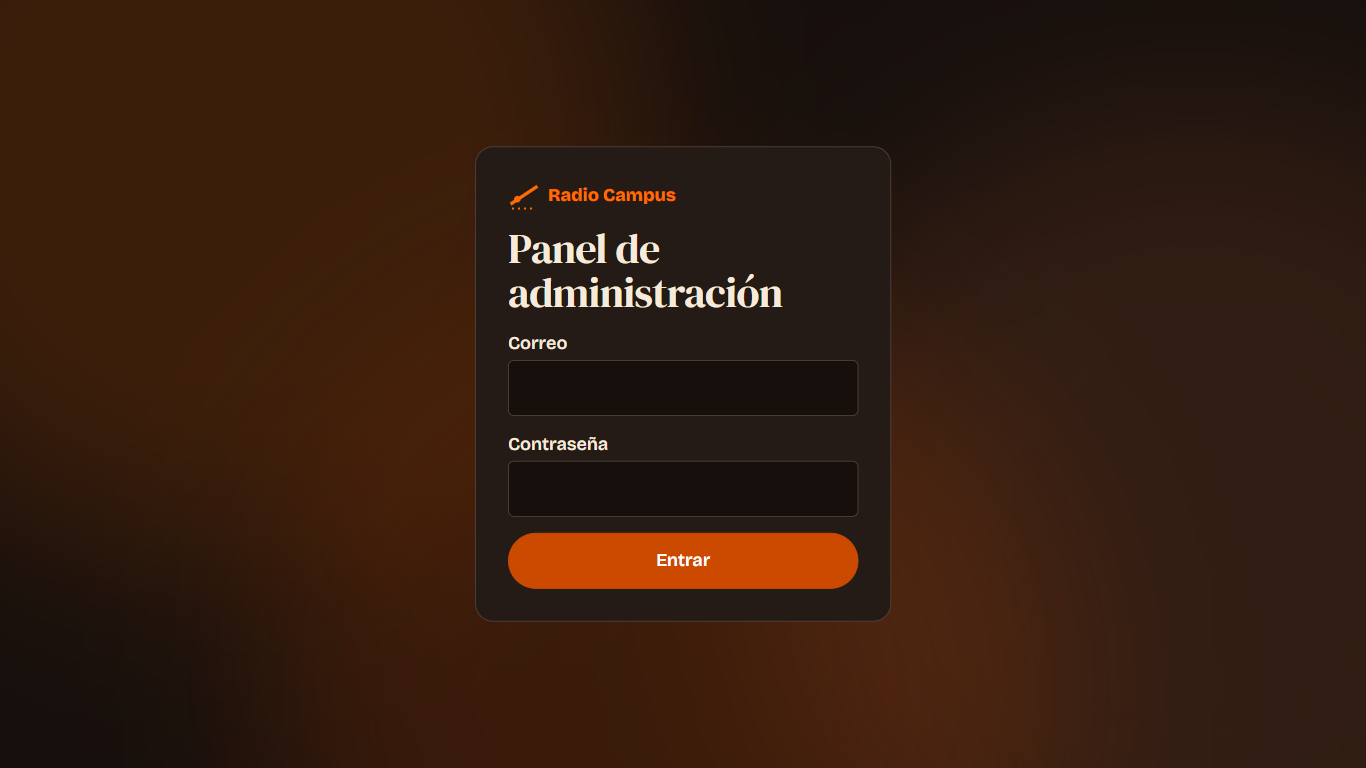 Radio Campus
Panel de
administración
Correo
Contraseña
Entrar